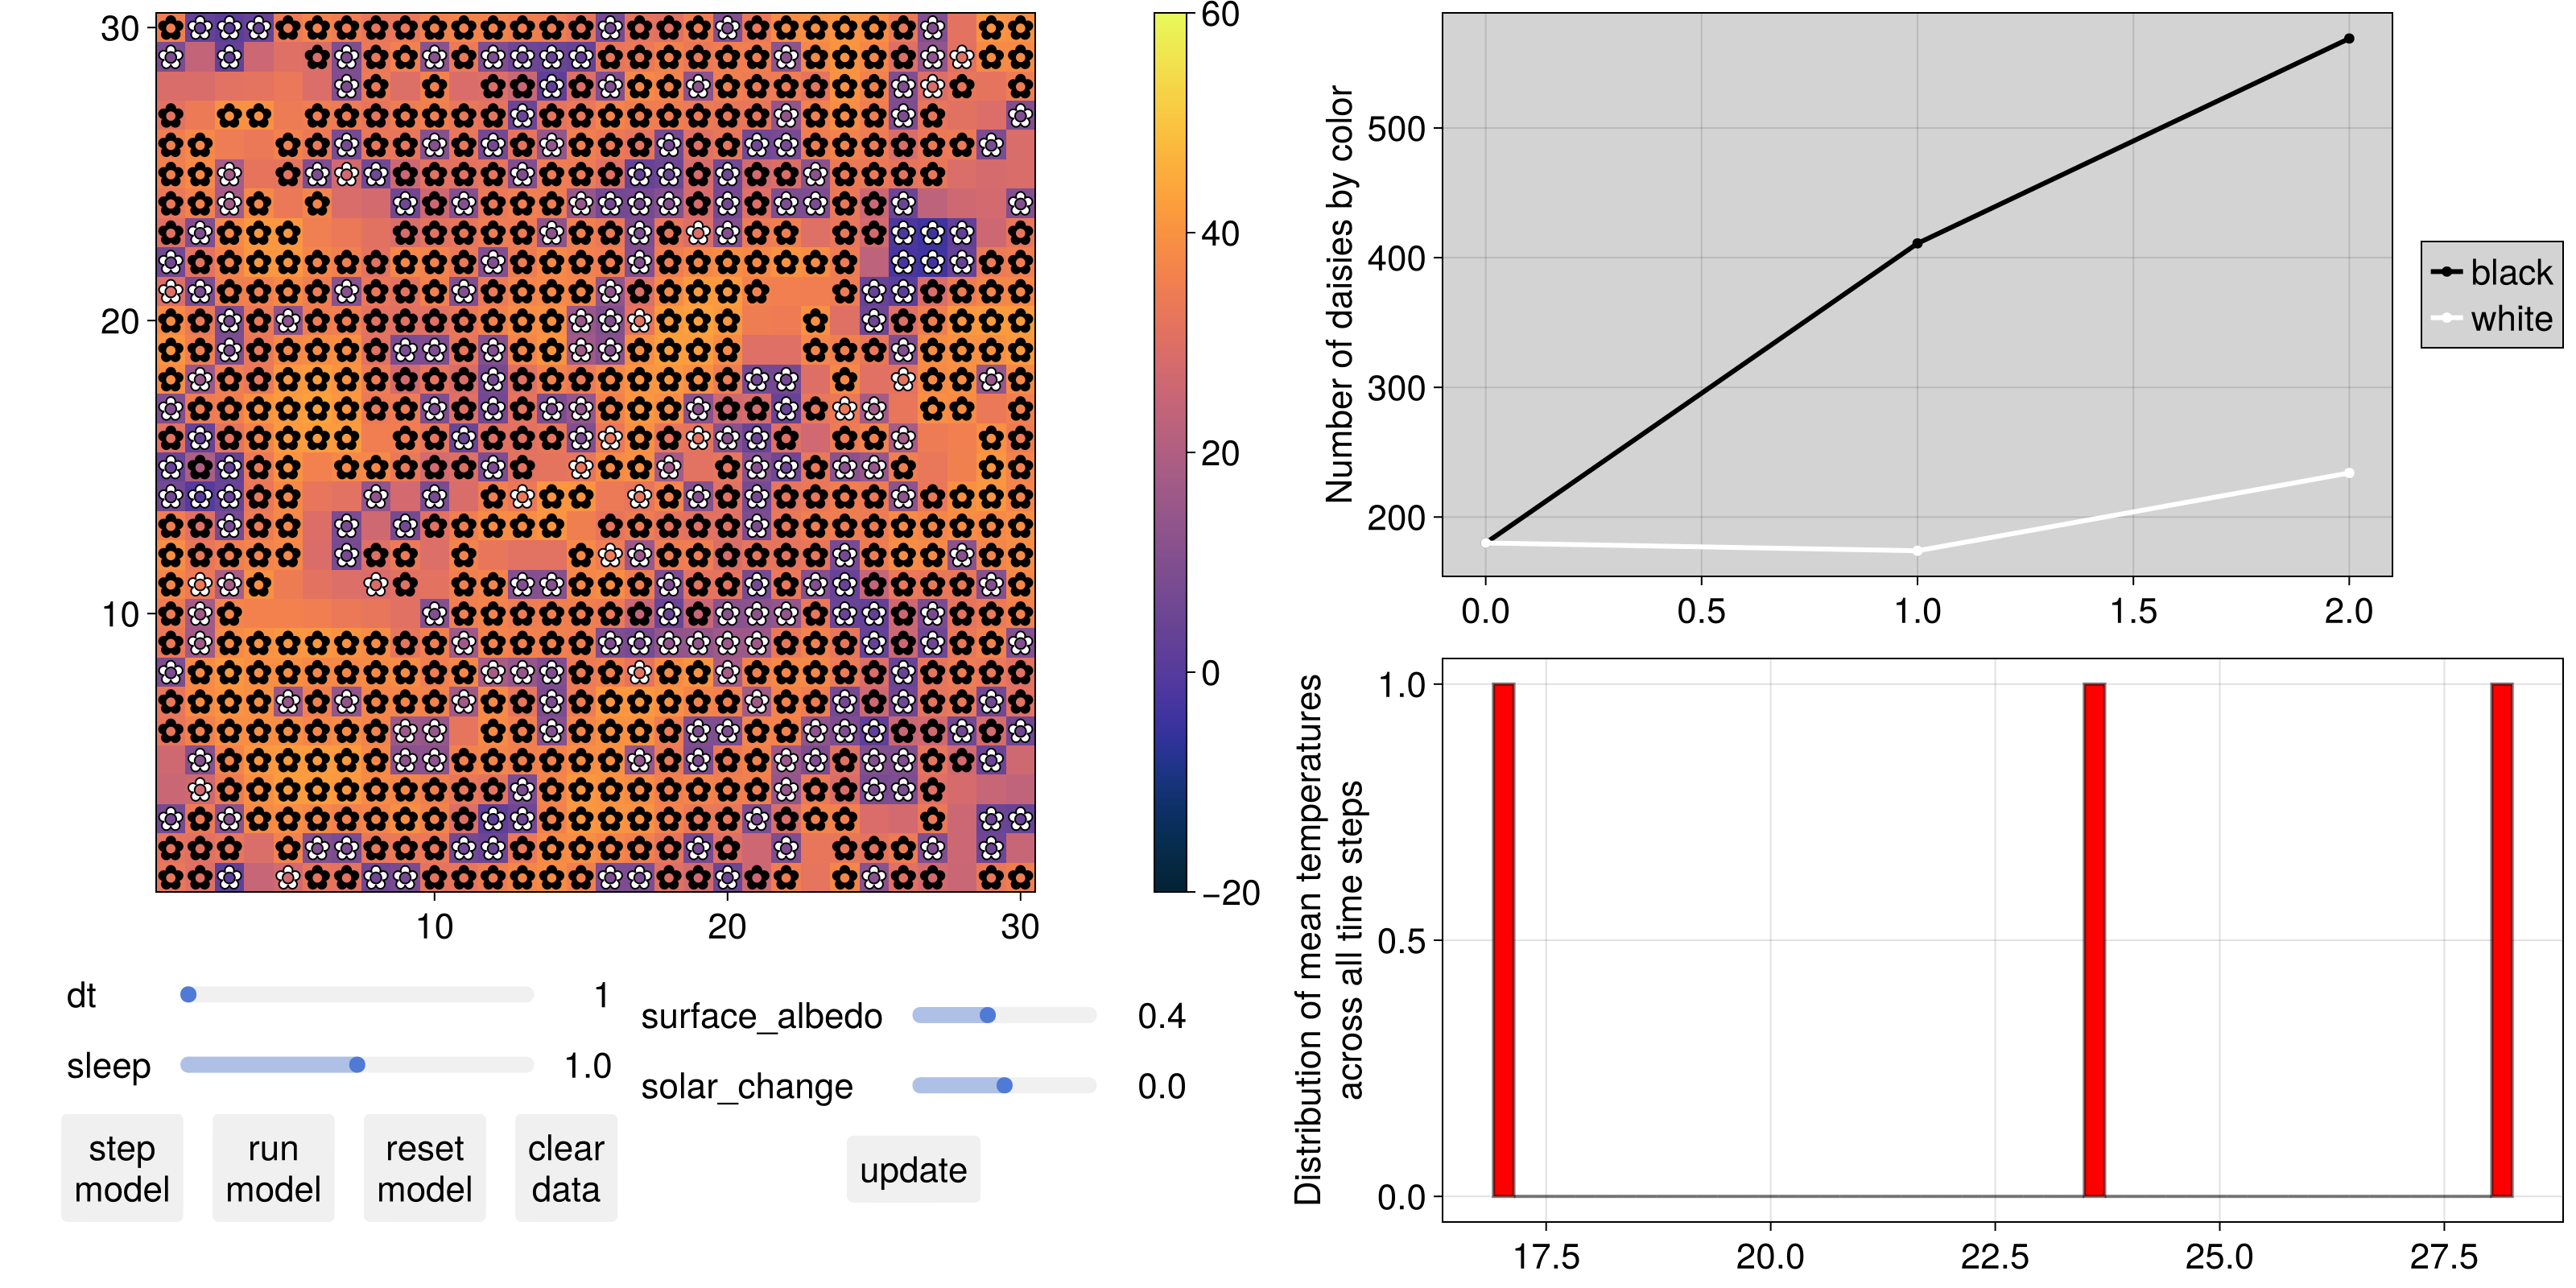 30
20
10
10
20
30
60
40
20
0
−20
Number of daisies by color
500
400
300
200
0.0
0.5
1.0
1.5
2.0
black
white
Distribution of mean temperatures
across all time steps
1.0
0.5
0.0
17.5
20.0
22.5
25.0
27.5
dt
1
sleep
1.0
surface_albedo
0.4
solar_change
0.0
step
model
run
model
reset
model
clear
data
update